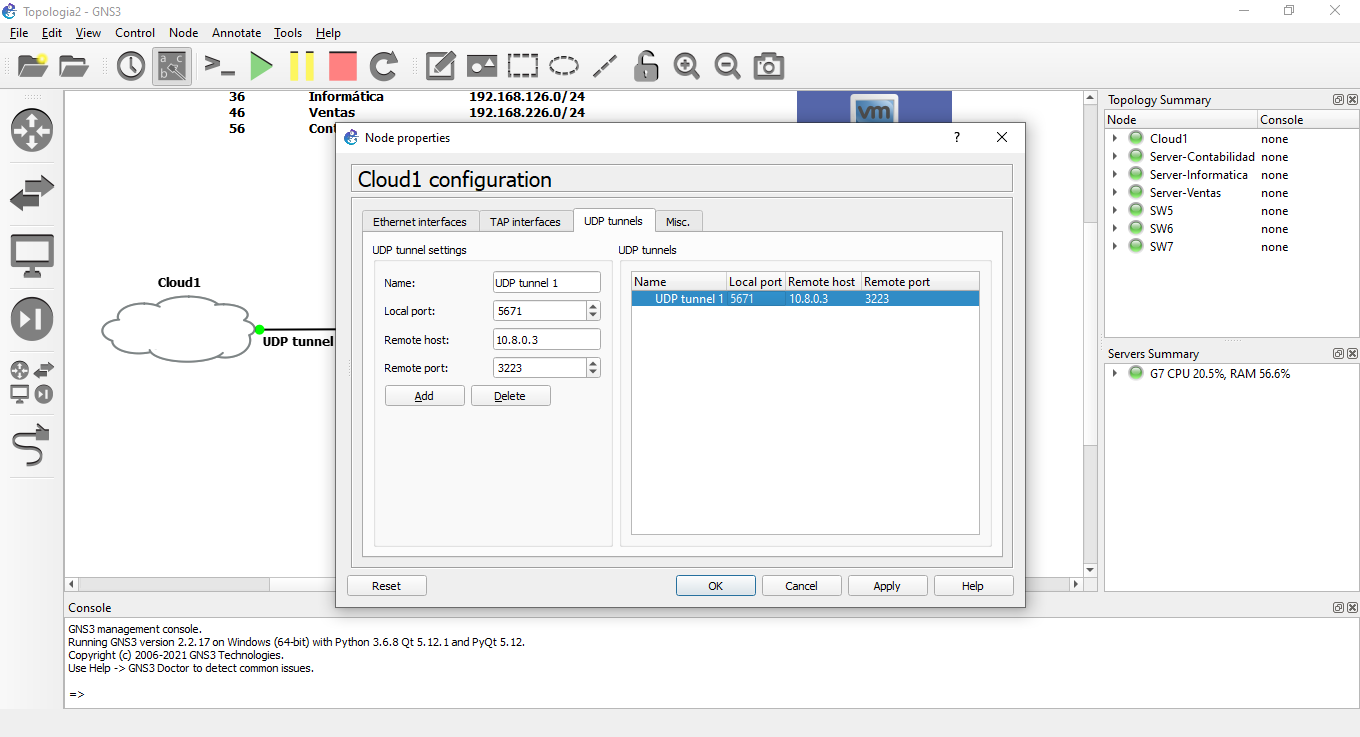 Topologia2 - GNS3
File Edit View Control Node Annotate Tools Help
36 Informática 192.168.126.0/24
46 Ventas 192.168.226.0/24
56 Cont
vm
Cloud1
UDP tunnel
Node properties
?
Cloud1 configuration
Ethernet interfaces TAP interfaces UDP tunnels Misc.
UDP tunnel settings
Name: UDP tunnel 1
Local port: 5671
Remote host: 10.8.0.3
Remote port: 3223
Add Delete
UDP tunnels
Name Local port Remote host Remote port
UDP tunnel 1 5671 10.8.0.3 3223
Reset OK Cancel Apply Help
Topology Summary
Node Console
Cloud1 none
Server-Contabilidad none
Server-Informatica none
Server-Ventas none
SW5 none
SW6 none
SW7 none
Servers Summary
G7 CPU 20.5%, RAM 56.6%
Console
GNS3 management console.
Running GNS3 version 2.2.17 on Windows (64-bit) with Python 3.6.8 Qt 5.12.1 and PyQt 5.12.
Copyright (c) 2006-2021 GNS3 Technologies.
Use Help -> GNS3 Doctor to detect common issues.
=>